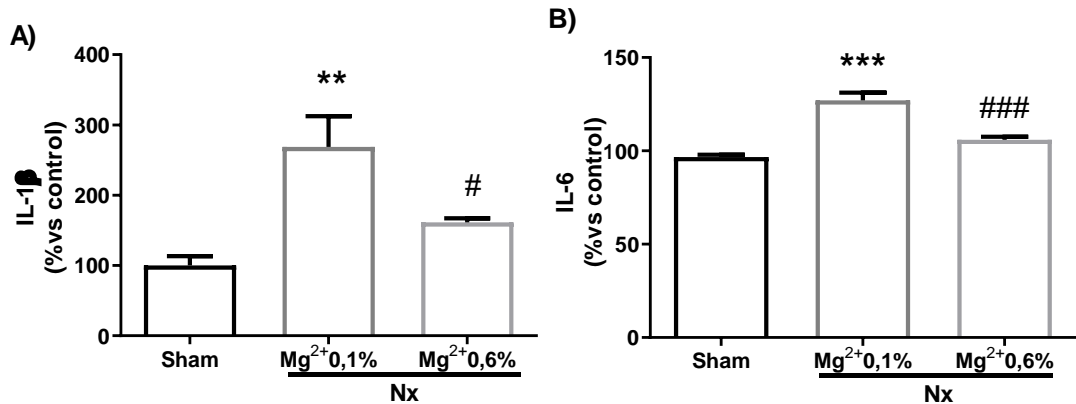 A)
IL-1β
(%vs control)
400
300
200
100
0
**
#
Sham
Mg²⁺0,1%
Mg²⁺0,6%
Nx
B)
IL-6
(%vs control)
150
100
50
0
***
###
Sham
Mg²⁺0,1%
Mg²⁺0,6%
Nx